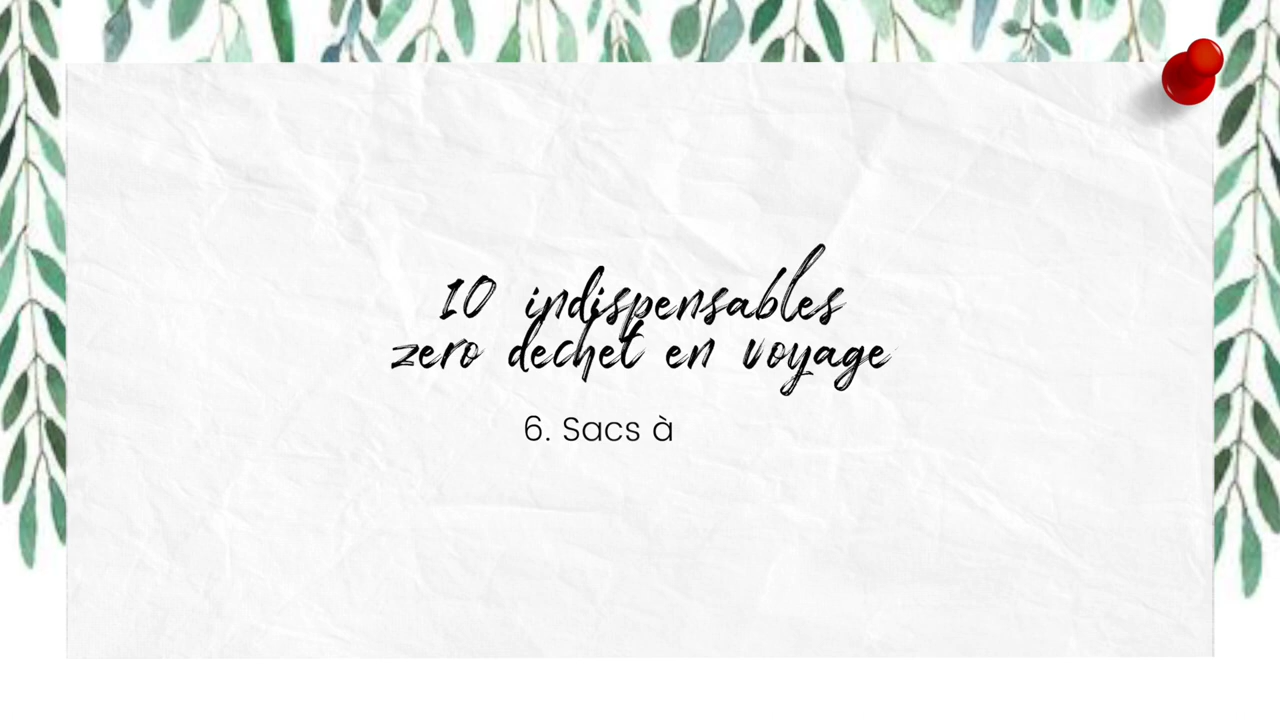 10 indispensables
zero dechet en voyage
6. Sacs à